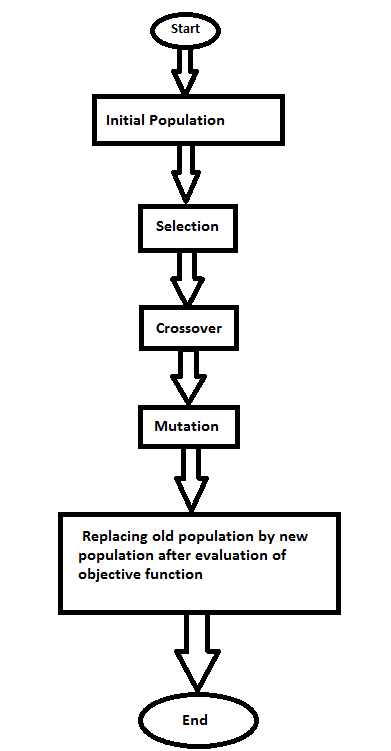 Start
Initial Population
Selection
Crossover
Mutation
Replacing old population by new
population after evaluation of
objective function
End